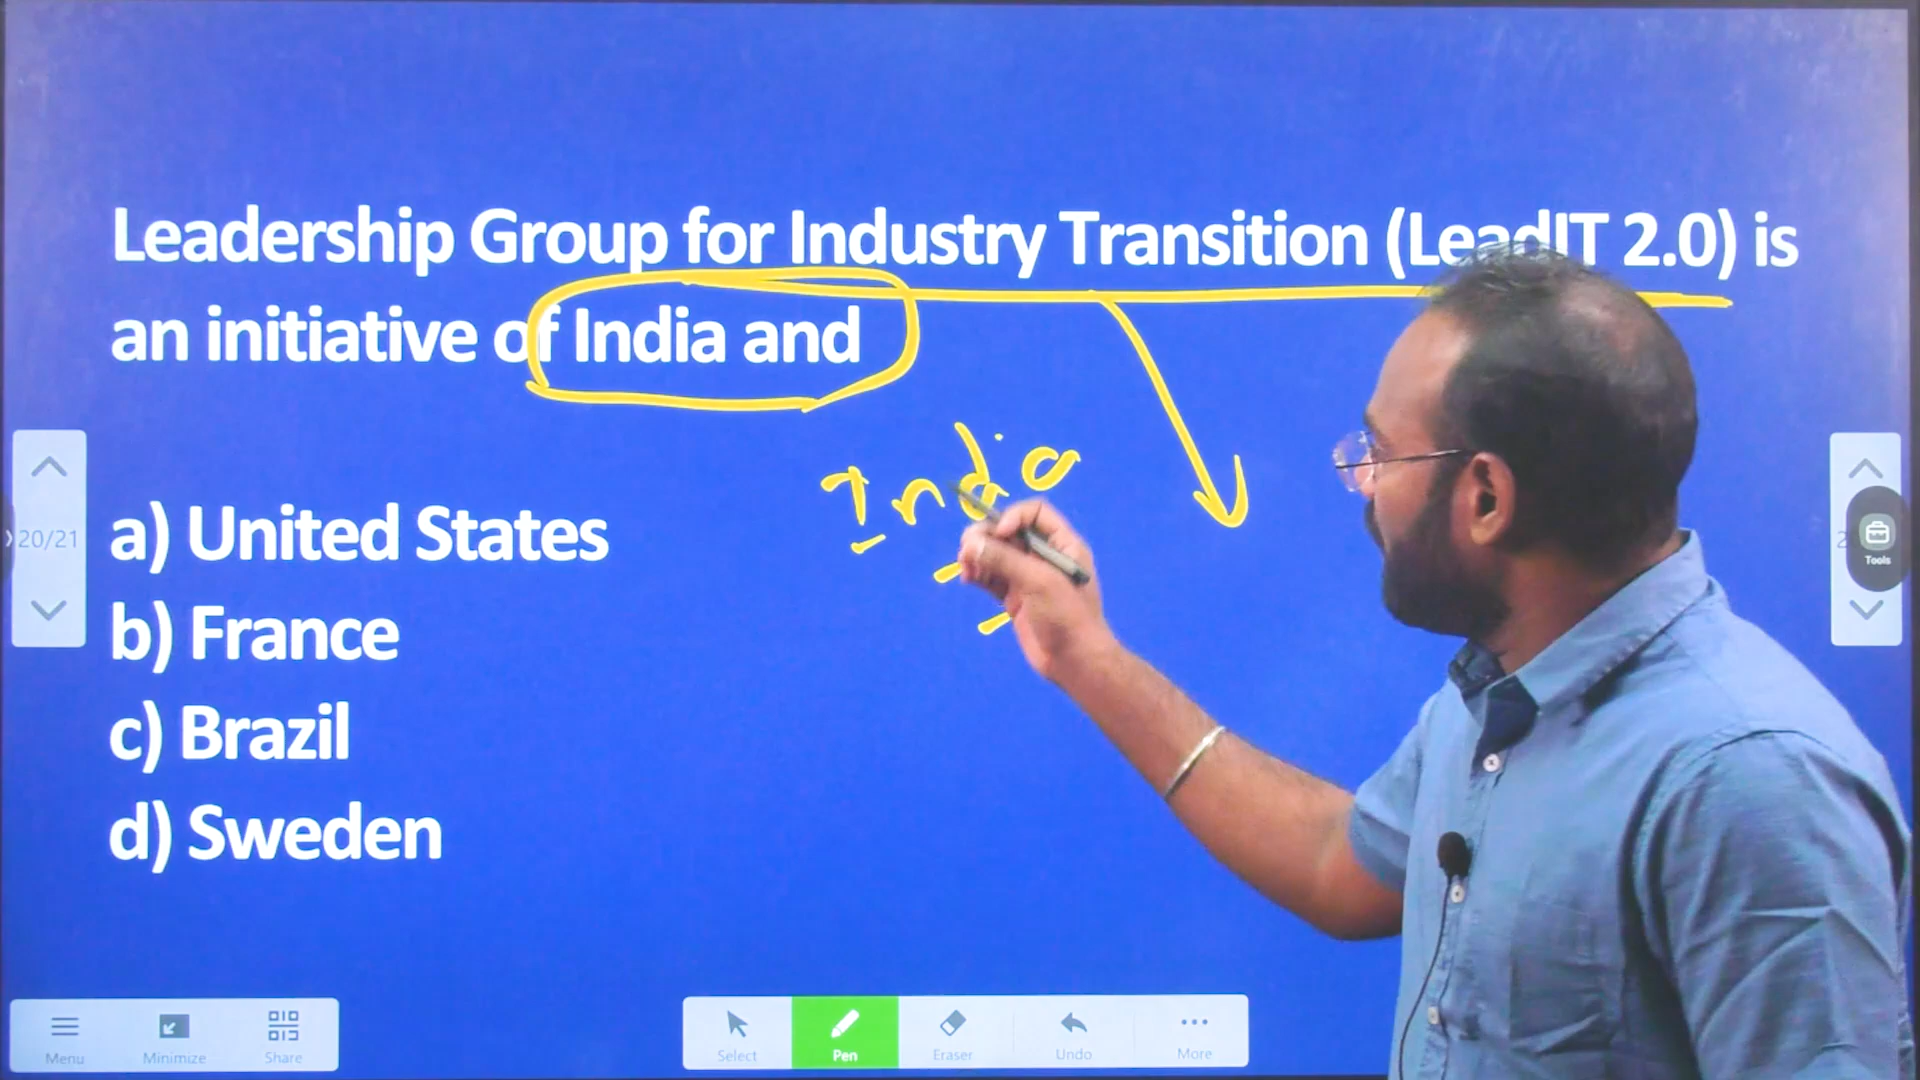 Leadership Group for Industry Transition (LeadIT 2.0) is
an initiative of India and
India
a) United States
b) France
c) Brazil
d) Sweden
20/21
Tools
Menu
Minimize
Share
Select
Pen
Eraser
Undo
More